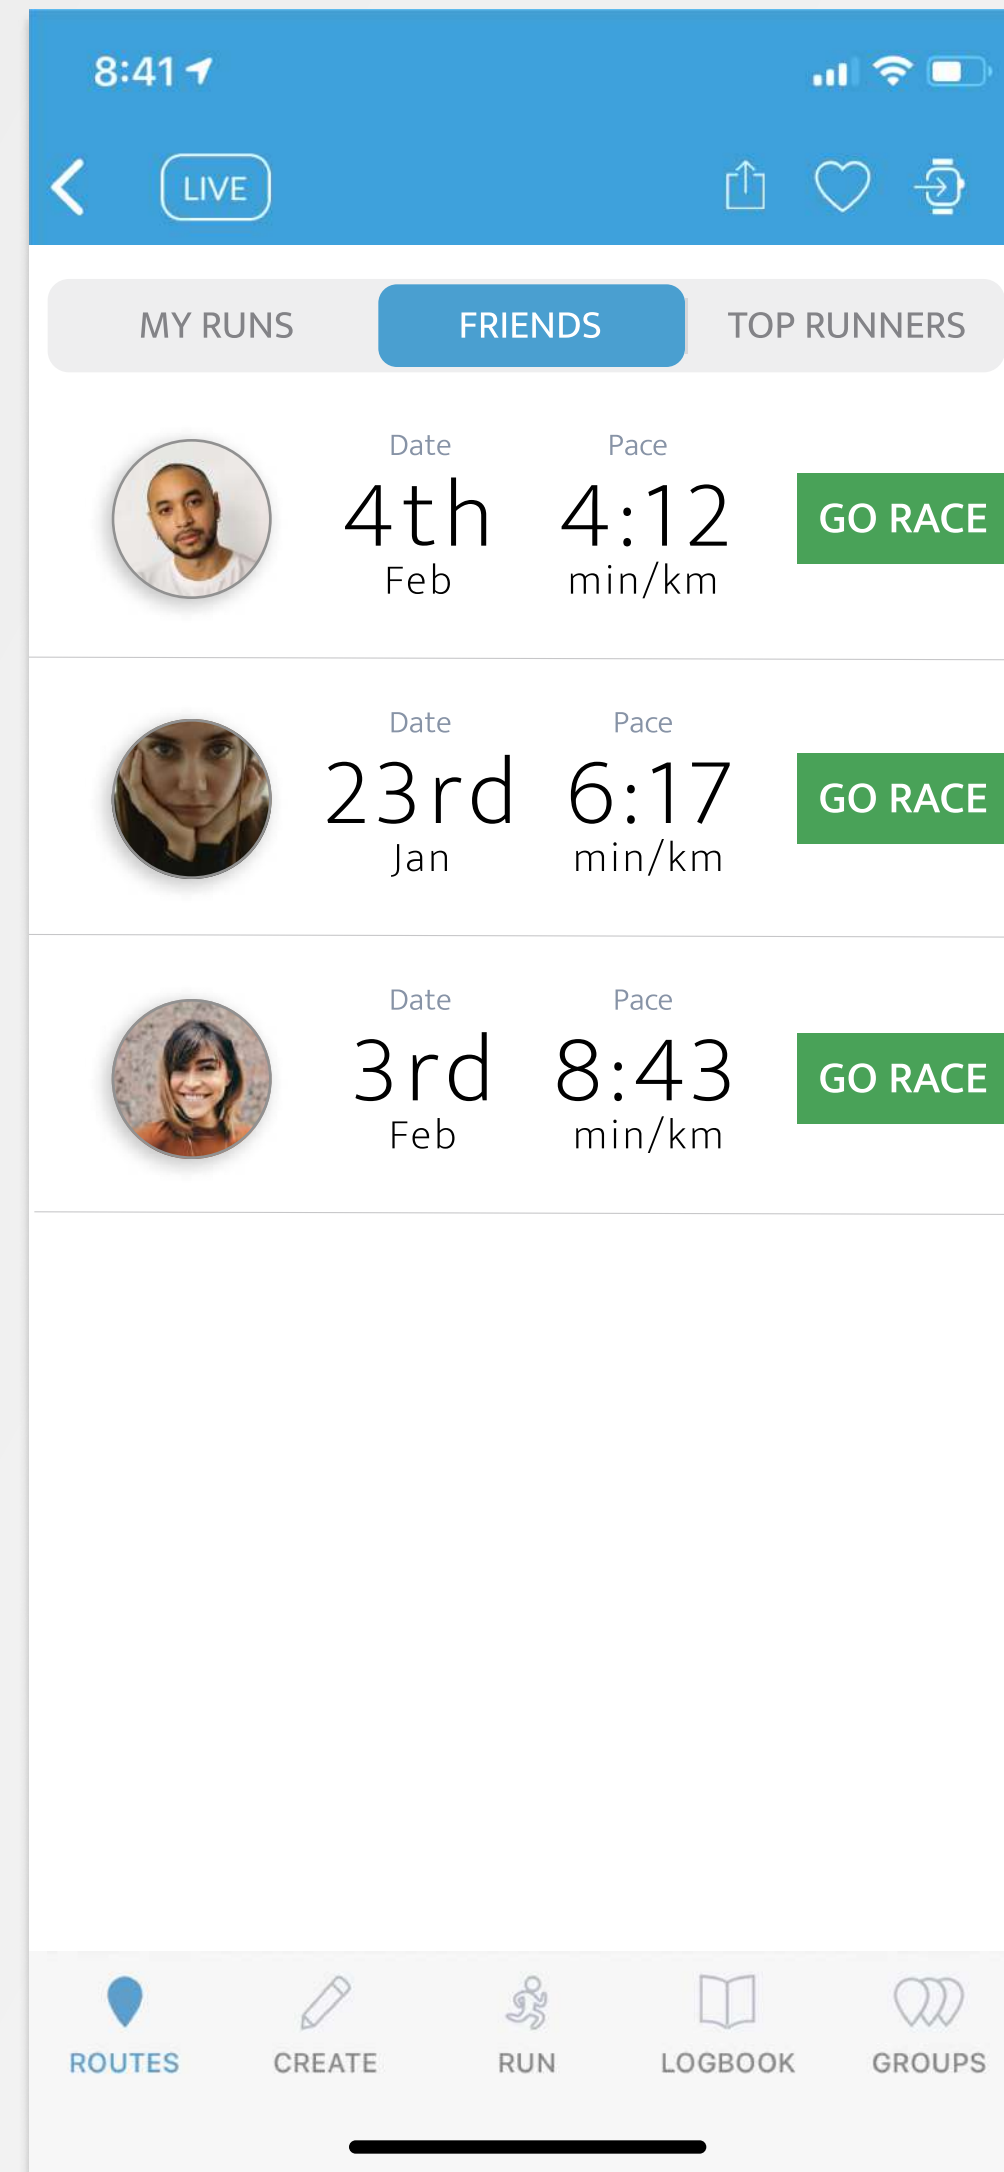 8:41
LIVE
MY RUNS FRIENDS TOP RUNNERS
Date Pace
4th 4:12 GO RACE
Feb min/km
Date Pace
23rd 6:17 GO RACE
Jan min/km
Date Pace
3rd 8:43 GO RACE
Feb min/km
ROUTES CREATE RUN LOGBOOK GROUPS